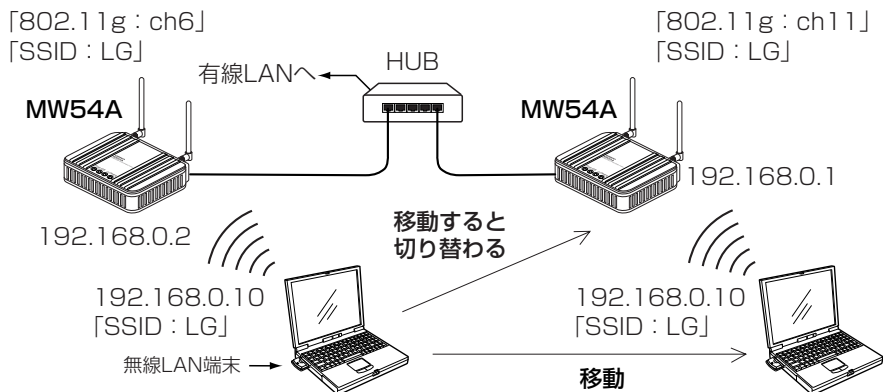 「802.11g：ch6」
「SSID：LG」
「802.11g：ch11」
「SSID：LG」
有線LANへ
HUB
MW54A
MW54A
192.168.0.1
192.168.0.2
移動すると
切り替わる
192.168.0.10
「SSID：LG」
192.168.0.10
「SSID：LG」
無線LAN端末
移動